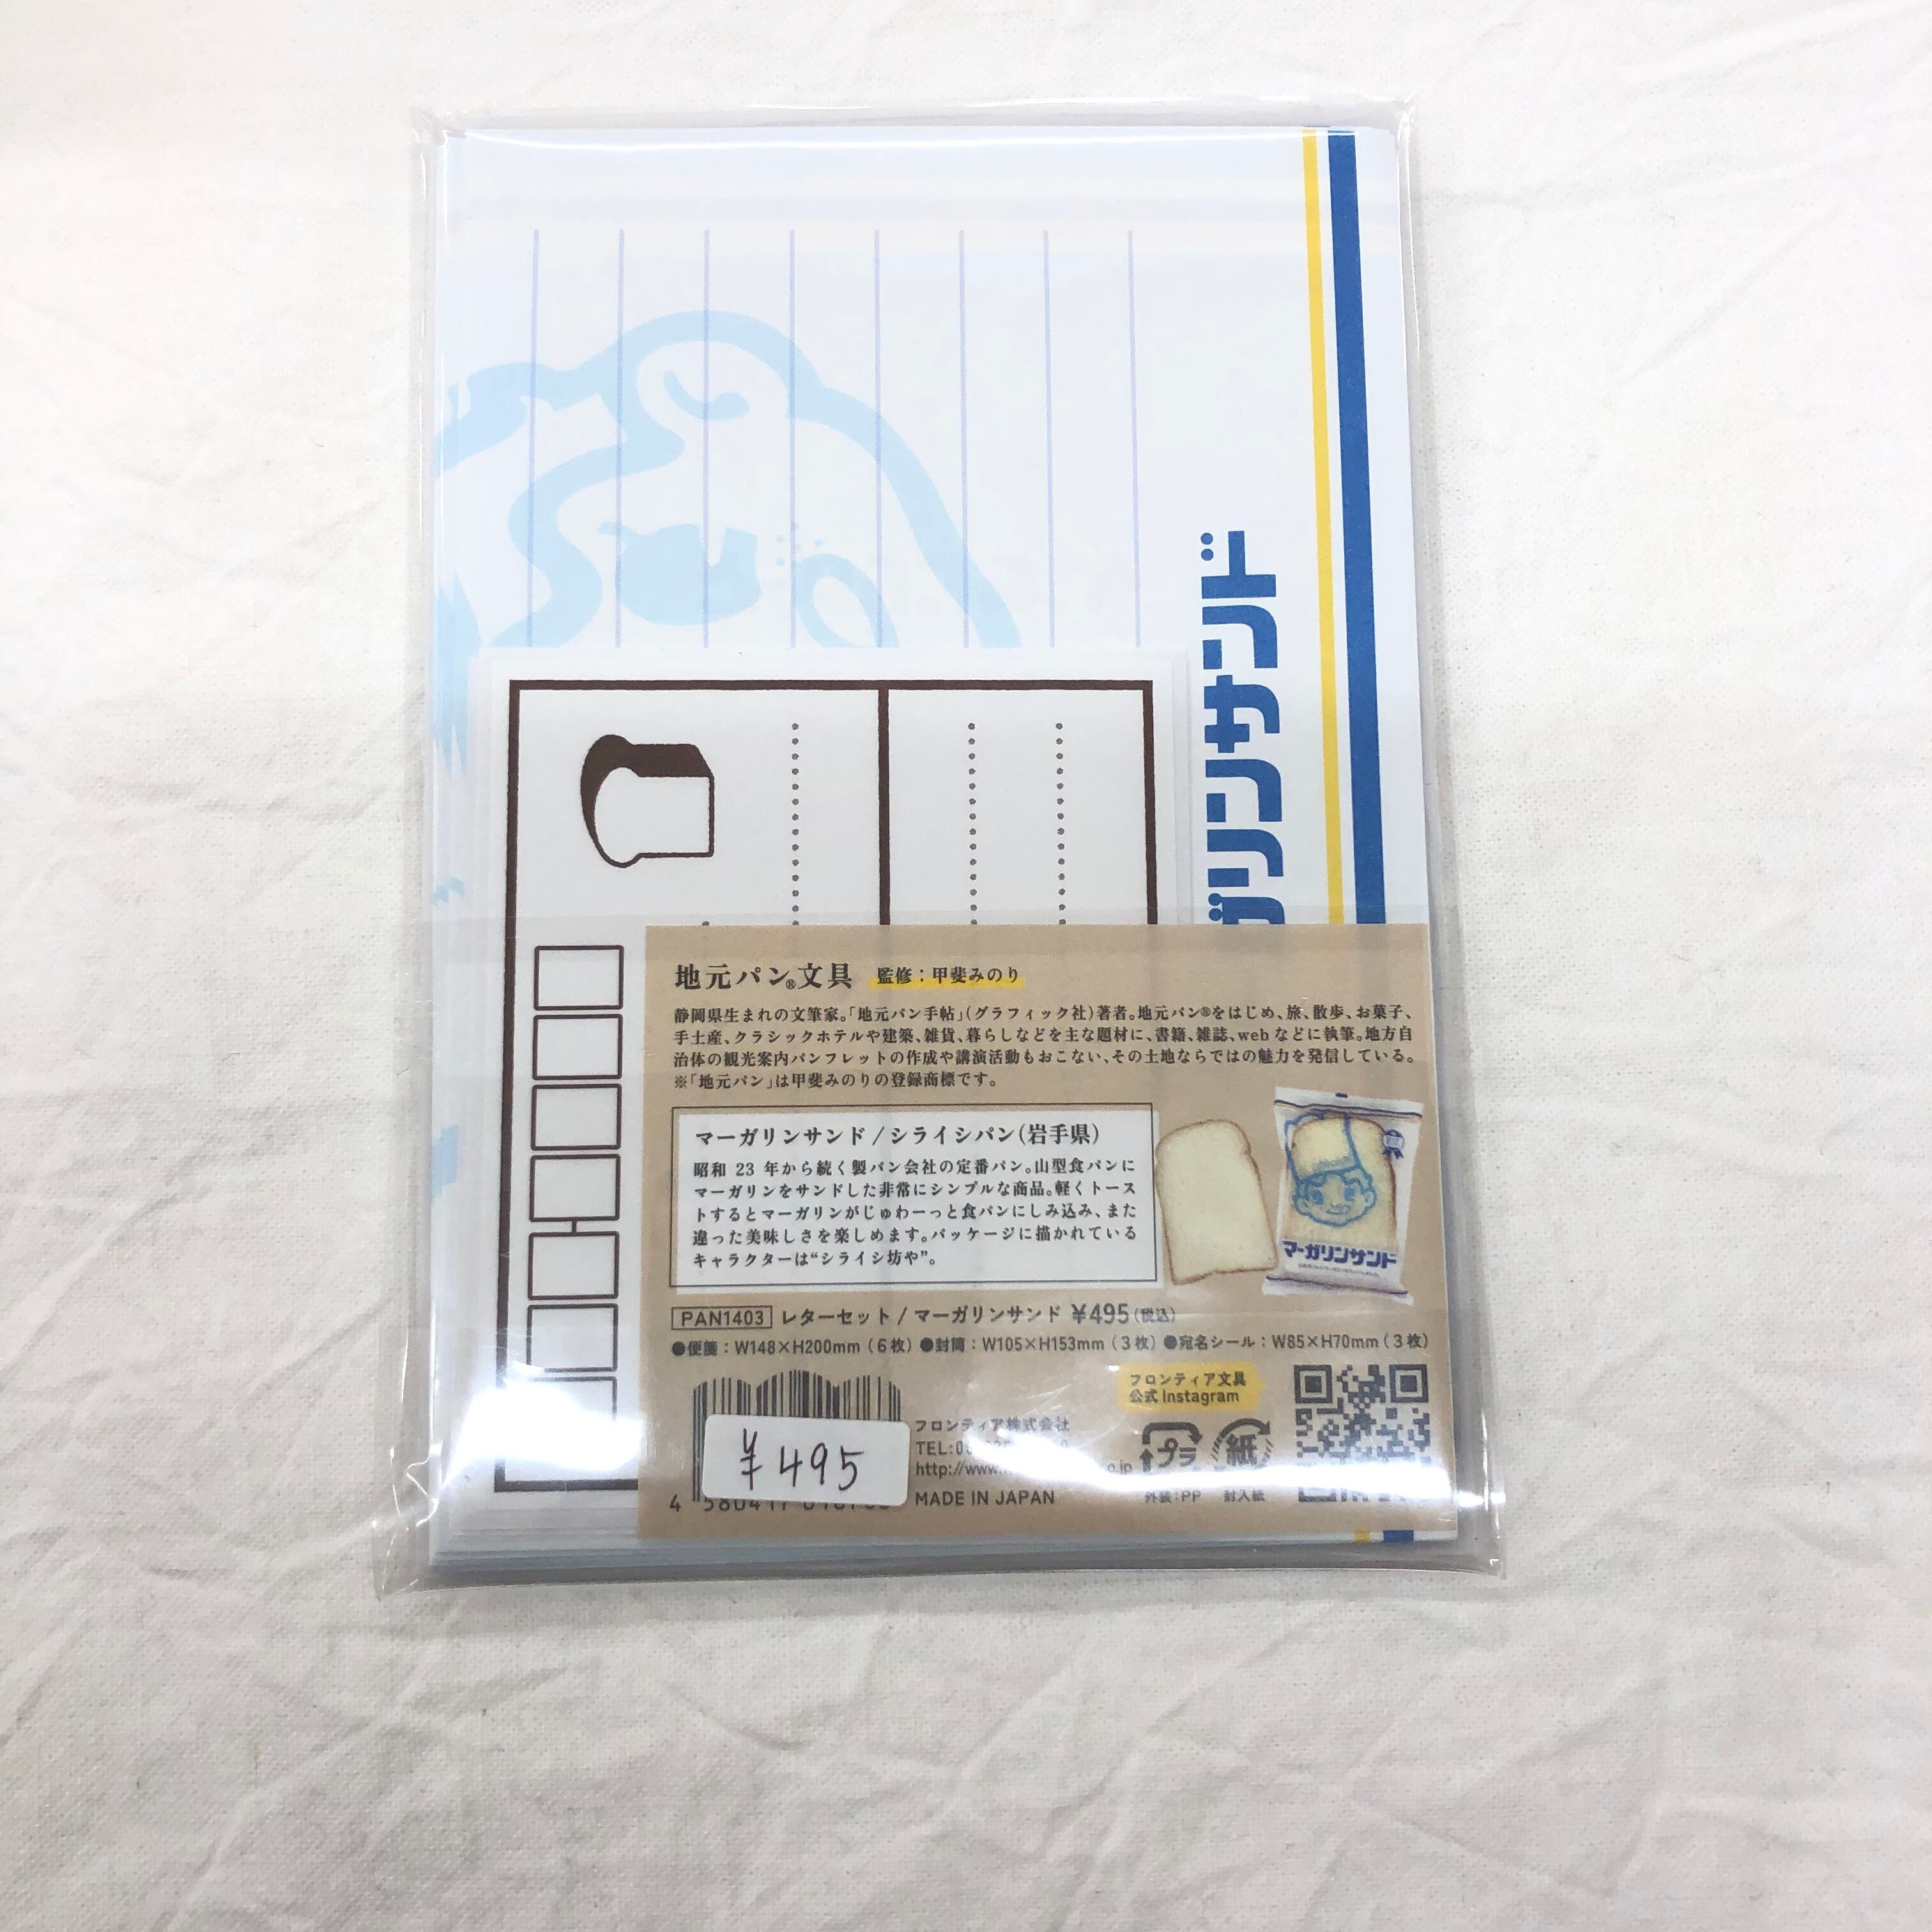 ガリンサンド
地元パン®文具 監修：甲斐みのり
静岡県生まれの文筆家。「地元パン手帖」(グラフィック社)著者。地元パン®をはじめ、旅、散歩、お菓子、
手土産、クラシックホテルや建築、雑貨、暮らしなどを主な題材に、書籍、雑誌、webなどに執筆。地方自
治体の観光案内パンフレットの作成や講演活動もおこない、その土地ならではの魅力を発信している。
※「地元パン」は甲斐みのりの登録商標です。
マーガリンサンド / シライシパン(岩手県)
昭和 23 年から続く製パン会社の定番パン。山型食パンに
マーガリンをサンドした非常にシンプルな商品。軽くトース
トするとマーガリンがじゅわーっと食パンにしみ込み、また
違った美味しさを楽しめます。パッケージに描かれている
キャラクターは“シライシ坊や”。
マーガリンサンド
PAN1403 レターセット / マーガリンサンド ¥495(税込)
●便箋：W148×H200mm（6枚）●封筒：W105×H153mm（3枚）●宛名シール：W85×H70mm（3枚）
フロンティア文具
公式 Instagram
フロンティア株式会社
TEL:
http://www.
MADE IN JAPAN
¥495
プラ
外装：PP
紙
封入紙